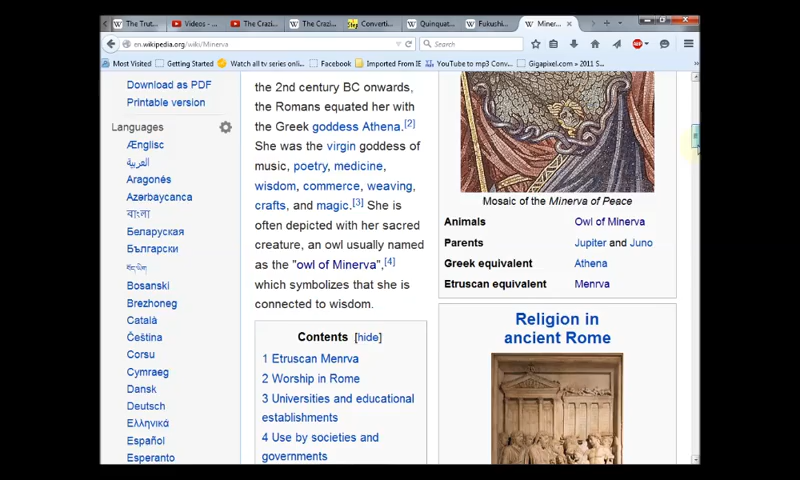 The Trut...
Videos - ...
The Crazi...
The Crazi...
Converti...
Quinquat...
Fukushi...
Miner...
en.wikipedia.org/wiki/Minerva
Search
Most Visited
Getting Started
Watch all tv series onli...
Facebook
Imported From IE
YouTube to mp3 Conv...
Gigapixel.com » 2011 S...
Download as PDF
Printable version
Languages
Ænglisc
العربية
Aragonés
Azərbaycanca
বাংলা
Беларуская
Български
བོད་ཡིག
Bosanski
Brezhoneg
Català
Čeština
Corsu
Cymraeg
Dansk
Deutsch
Ελληνικά
Español
Esperanto
the 2nd century BC onwards,
the Romans equated her with
the Greek goddess Athena.[2]
She was the virgin goddess of
music, poetry, medicine,
wisdom, commerce, weaving,
crafts, and magic.[3] She is
often depicted with her sacred
creature, an owl usually named
as the "owl of Minerva",[4]
which symbolizes that she is
connected to wisdom.
Contents [hide]
1 Etruscan Menrva
2 Worship in Rome
3 Universities and educational
establishments
4 Use by societies and
governments
Mosaic of the Minerva of Peace
Animals Owl of Minerva
Parents Jupiter and Juno
Greek equivalent Athena
Etruscan equivalent Menrva
Religion in
ancient Rome